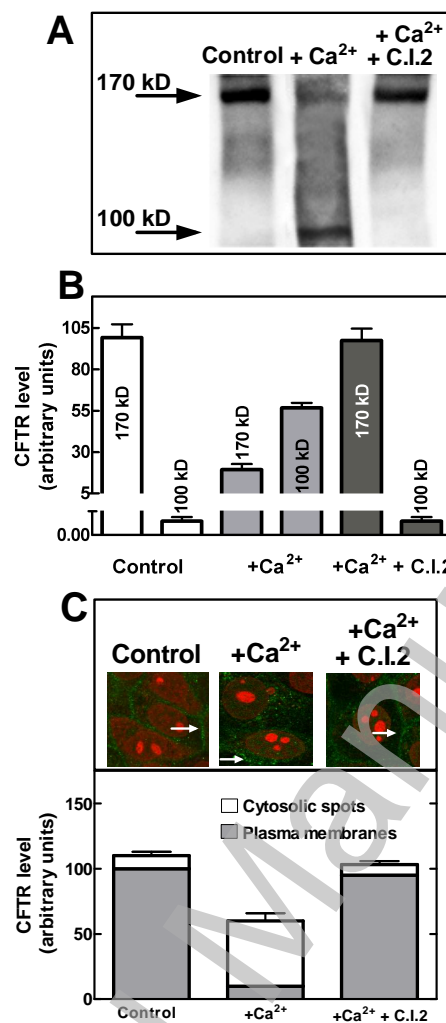 A
Control + Ca²⁺ + Ca²⁺ + C.I.2
170 kD
100 kD
B
CFTR level (arbitrary units)
105
80
55
30
5
0.00
170 kD
100 kD
170 kD
100 kD
170 kD
100 kD
Control +Ca²⁺ +Ca²⁺ + C.I.2
C
Control +Ca²⁺ +Ca²⁺ + C.I.2
CFTR level (arbitrary units)
150
100
50
0
Cytosolic spots
Plasma membranes
Control +Ca²⁺ +Ca²⁺ + C.I.2